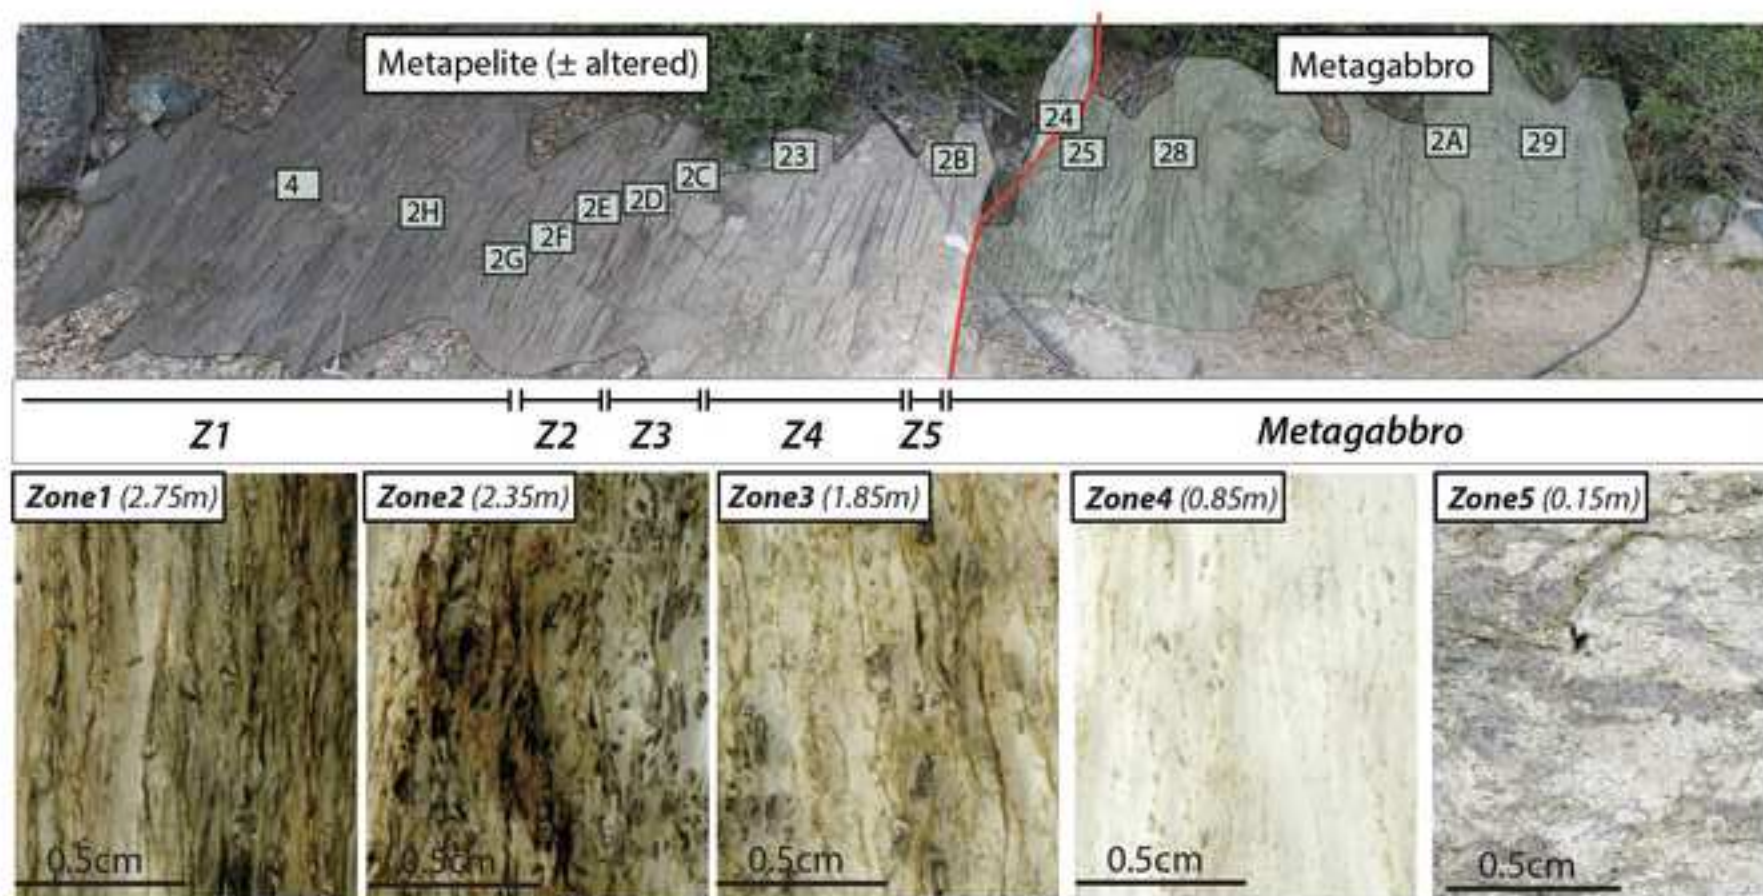 Metapelite (± altered)
Metagabbro
4
2H
2G
2F
2E
2D
2C
23
2B
24
25
28
2A
29
Z1
Z2
Z3
Z4
Z5
Metagabbro
Zone1 (2.75m)
Zone2 (2.35m)
Zone3 (1.85m)
Zone4 (0.85m)
Zone5 (0.15m)
0.5cm
0.5cm
0.5cm
0.5cm
0.5cm